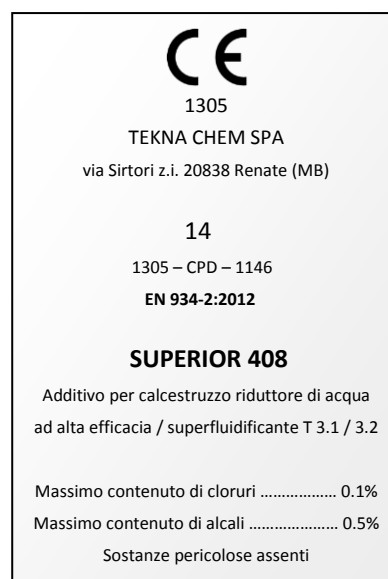 CE
1305
TEKNA CHEM SPA
via Sirtori z.i. 20838 Renate (MB)
14
1305 – CPD – 1146
EN 934-2:2012
SUPERIOR 408
Additivo per calcestruzzo riduttore di acqua
ad alta efficacia / superfluidificante T 3.1 / 3.2
Massimo contenuto di cloruri ……………… 0.1%
Massimo contenuto di alcali ………………… 0.5%
Sostanze pericolose assenti